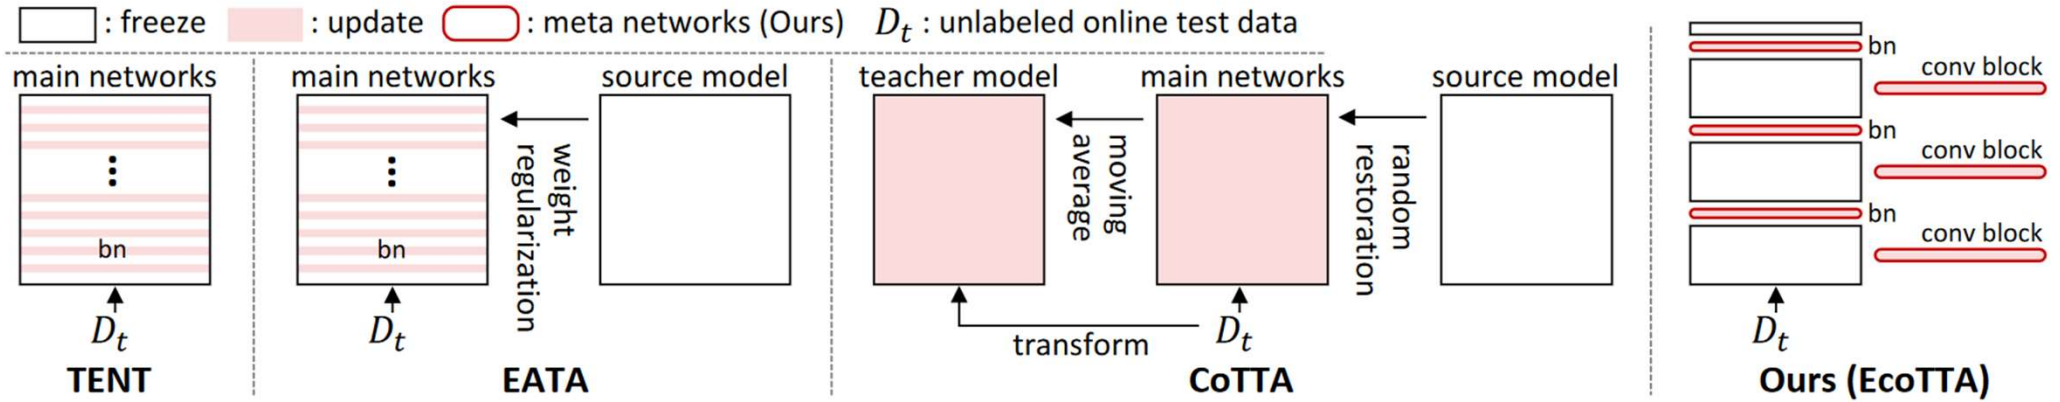 : freeze : update : meta networks (Ours) Dt : unlabeled online test data
main networks
bn
Dt
TENT
main networks
source model
weight
regularization
bn
Dt
EATA
teacher model
main networks
source model
moving
average
random
restoration
transform
Dt
CoTTA
bn
conv block
bn
conv block
bn
conv block
Dt
Ours (EcoTTA)